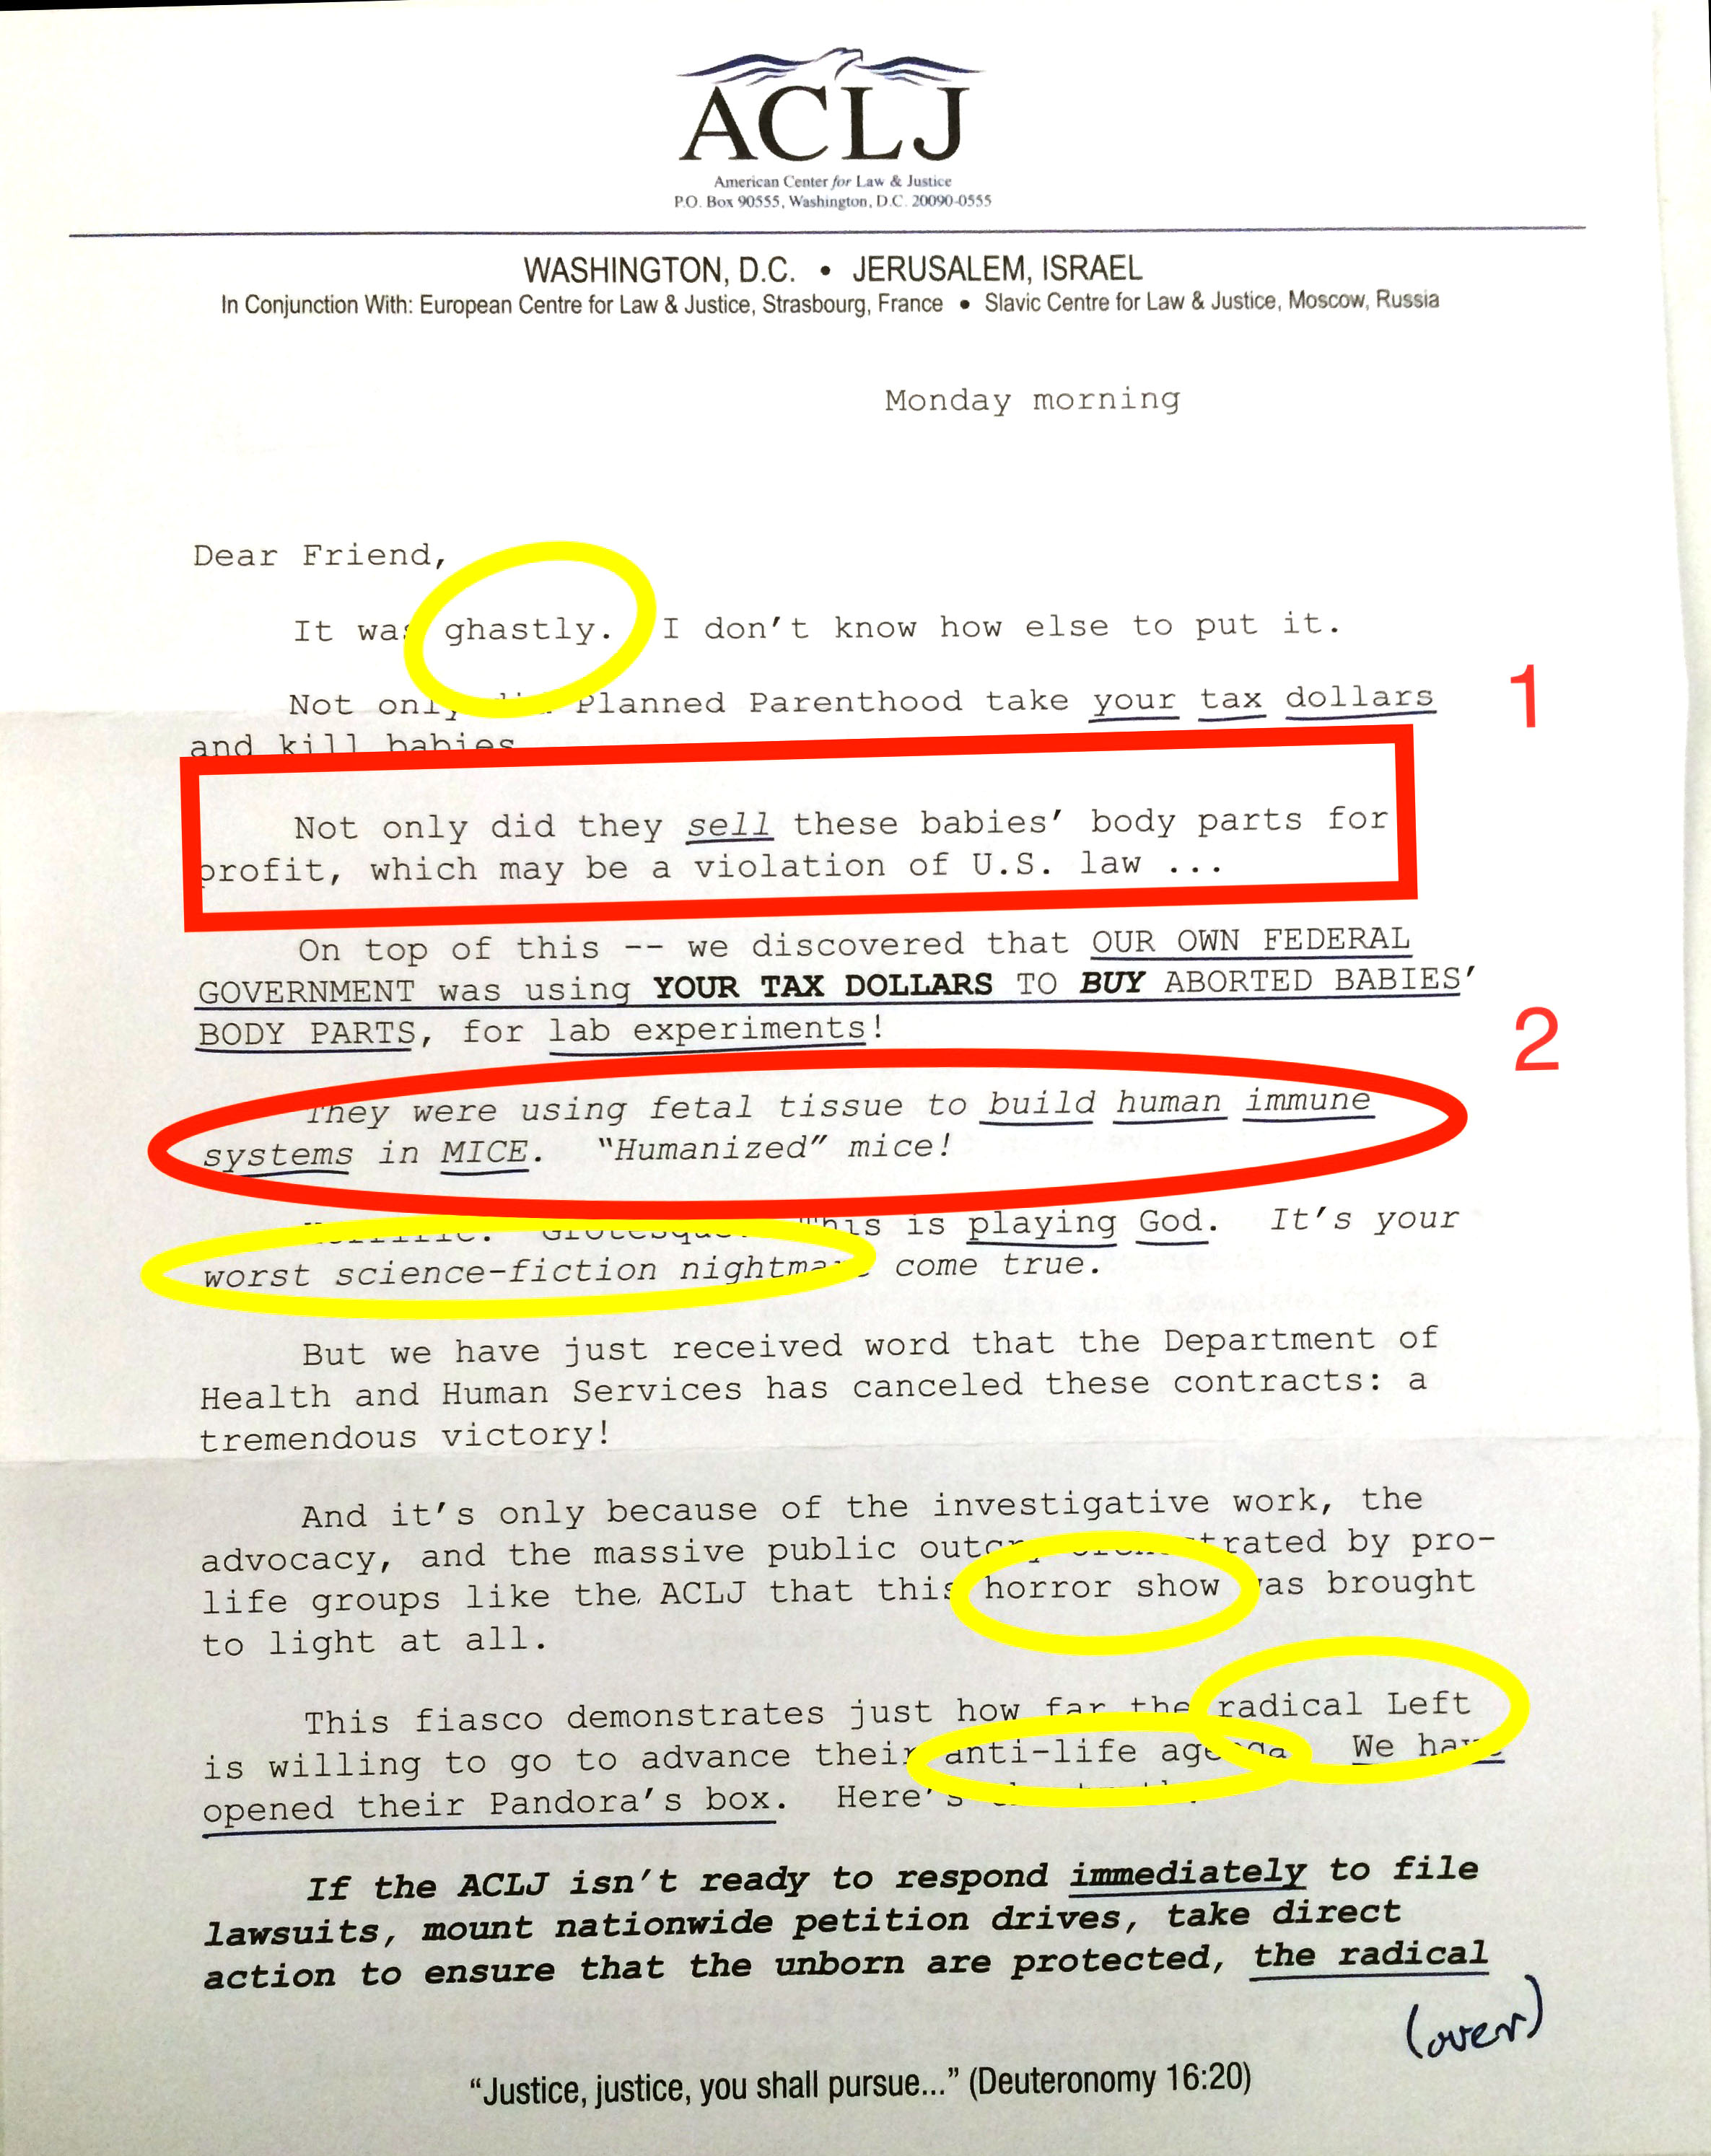 ACLJ
American Center for Law & Justice
P.O. Box 90555, Washington, D.C. 20090-0555
WASHINGTON, D.C. • JERUSALEM, ISRAEL
In Conjunction With: European Centre for Law & Justice, Strasbourg, France • Slavic Centre for Law & Justice, Moscow, Russia
Monday morning
Dear Friend,
It was ghastly. I don't know how else to put it.
Not only did Planned Parenthood take your tax dollars
1
and kill babies
Not only did they sell these babies' body parts for
profit, which may be a violation of U.S. law ...
On top of this -- we discovered that OUR OWN FEDERAL
GOVERNMENT was using YOUR TAX DOLLARS TO BUY ABORTED BABIES'
BODY PARTS, for lab experiments!
2
They were using fetal tissue to build human immune
systems in MICE. "Humanized" mice!
Horrific. Grotesque. This is playing God. It's your
worst science-fiction nightmare come true.
But we have just received word that the Department of
Health and Human Services has canceled these contracts: a
tremendous victory!
And it's only because of the investigative work, the
advocacy, and the massive public outcry orchestrated by pro-
life groups like the ACLJ that this horror show was brought
to light at all.
This fiasco demonstrates just how far the radical Left
is willing to go to advance their anti-life agenda. We have
opened their Pandora's box. Here's
If the ACLJ isn't ready to respond immediately to file
lawsuits, mount nationwide petition drives, take direct
action to ensure that the unborn are protected, the radical
(over)
"Justice, justice, you shall pursue..." (Deuteronomy 16:20)